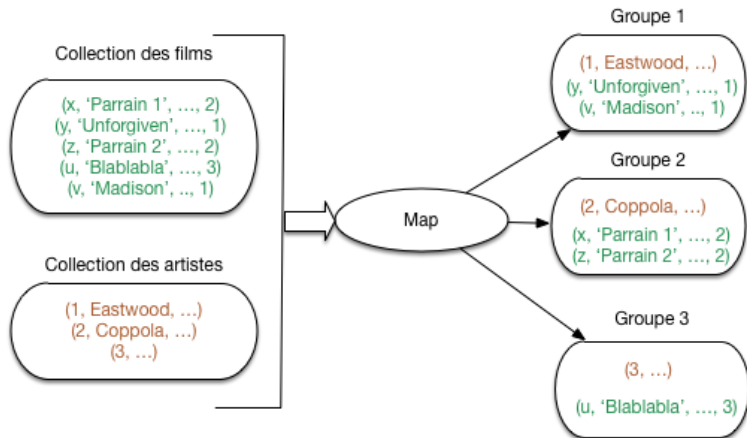 Collection des films
(x, ‘Parrain 1’, …, 2)
(y, ‘Unforgiven’, …, 1)
(z, ‘Parrain 2’, …, 2)
(u, ‘Blablabla’, …, 3)
(v, ‘Madison’, .., 1)
Collection des artistes
(1, Eastwood, …)
(2, Coppola, …)
(3, …)
Map
Groupe 1
(1, Eastwood, …)
(y, ‘Unforgiven’, …, 1)
(v, ‘Madison’, .., 1)
Groupe 2
(2, Coppola, …)
(x, ‘Parrain 1’, …, 2)
(z, ‘Parrain 2’, …, 2)
Groupe 3
(3, …)
(u, ‘Blablabla’, …, 3)